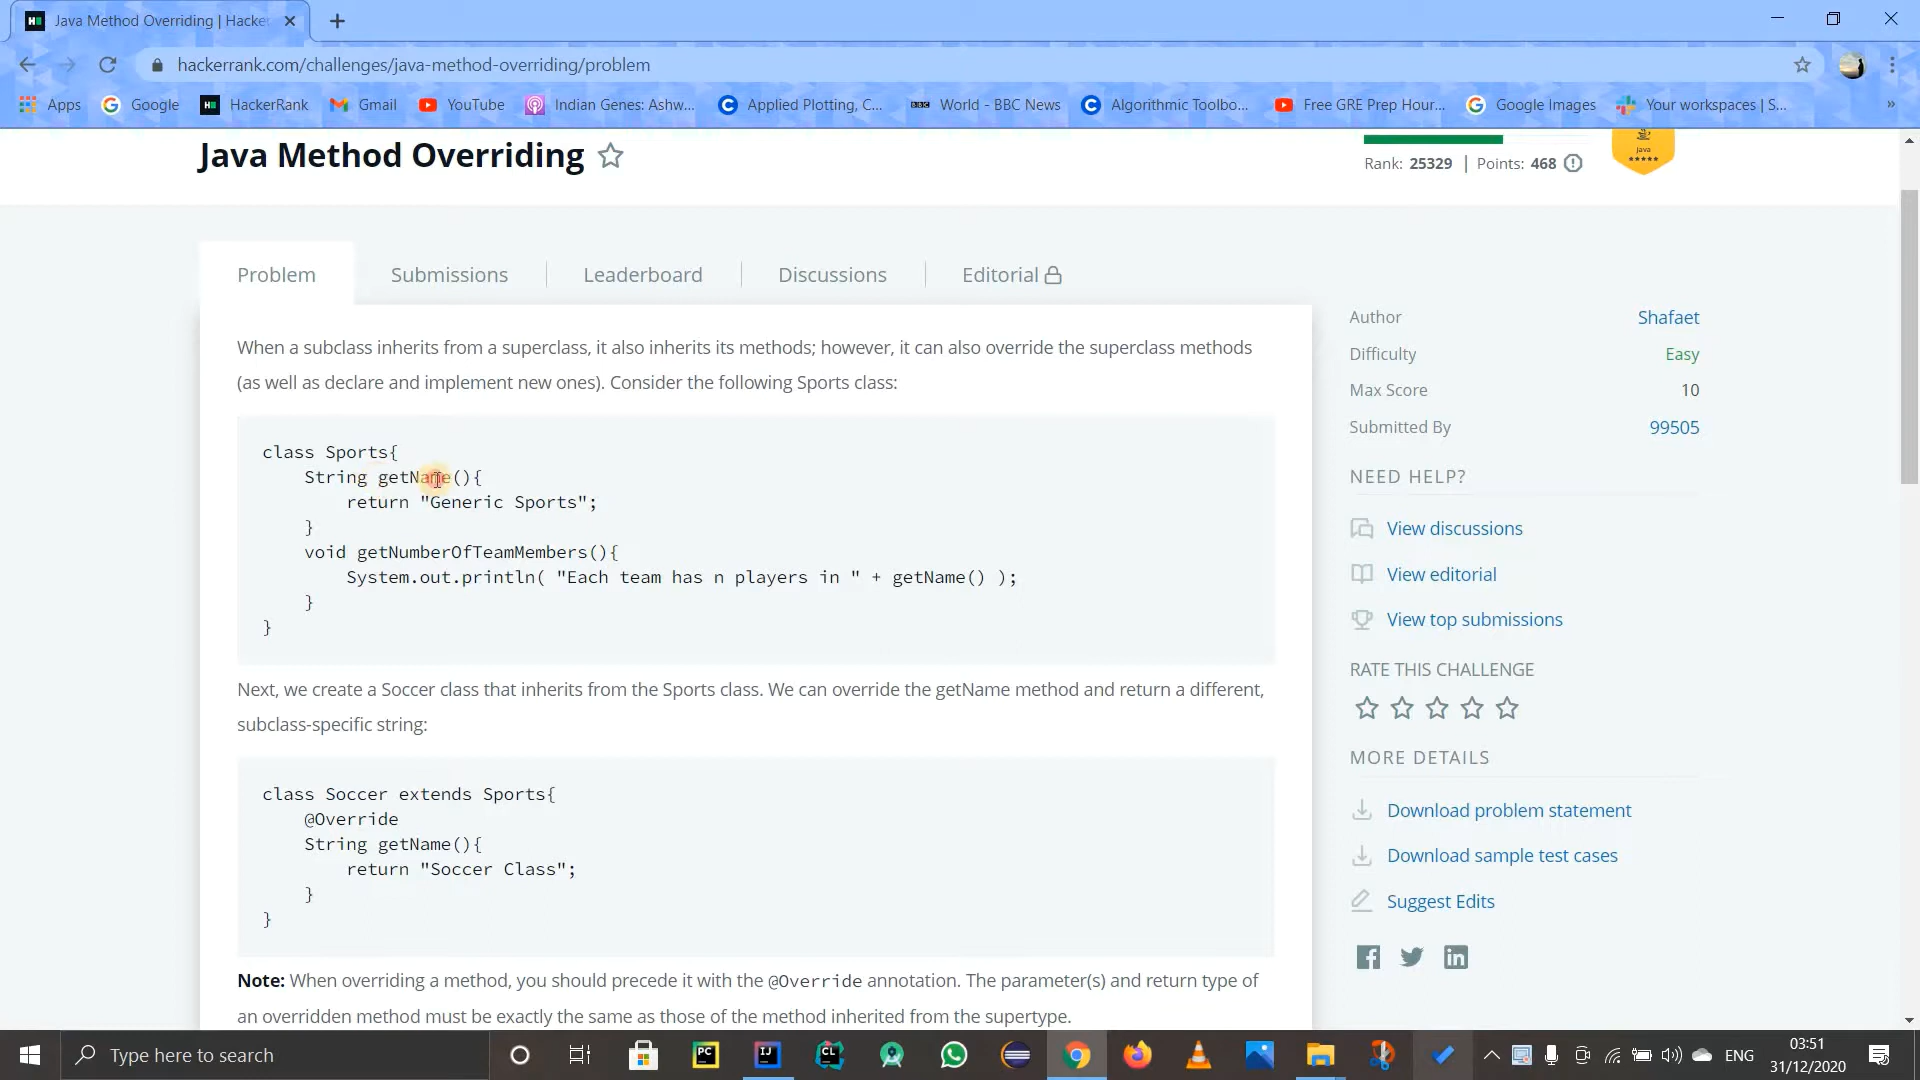 Java Method Overriding | Hacke
hackerrank.com/challenges/java-method-overriding/problem
Apps Google HackerRank Gmail YouTube Indian Genes: Ashw... Applied Plotting, C... World - BBC News Algorithmic Toolbo... Free GRE Prep Hour... Google Images Your workspaces | S... »
Java Method Overriding
Rank: 25329 | Points: 468
Java
Problem Submissions Leaderboard Discussions Editorial
When a subclass inherits from a superclass, it also inherits its methods; however, it can also override the superclass methods
(as well as declare and implement new ones). Consider the following Sports class:
class Sports{
String getName(){
return "Generic Sports";
}
void getNumberOfTeamMembers(){
System.out.println( "Each team has n players in " + getName() );
}
}
Next, we create a Soccer class that inherits from the Sports class. We can override the getName method and return a different,
subclass-specific string:
class Soccer extends Sports{
@Override
String getName(){
return "Soccer Class";
}
}
Note: When overriding a method, you should precede it with the @Override annotation. The parameter(s) and return type of
an overridden method must be exactly the same as those of the method inherited from the supertype.
Author Shafaet
Difficulty Easy
Max Score 10
Submitted By 99505
NEED HELP?
View discussions
View editorial
View top submissions
RATE THIS CHALLENGE
MORE DETAILS
Download problem statement
Download sample test cases
Suggest Edits
Type here to search
PC IJ CL
ENG
03:51
31/12/2020